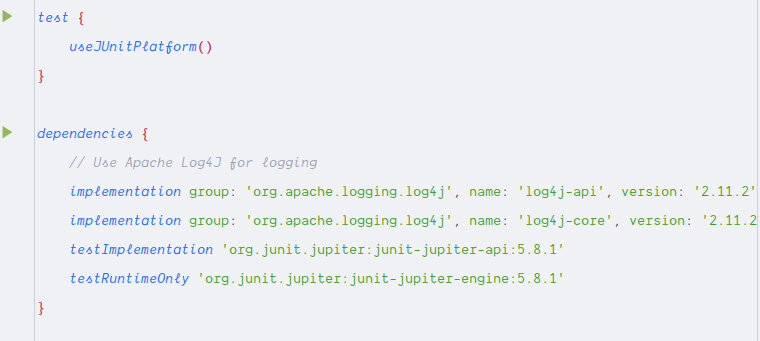 test {
useJUnitPlatform()
}
dependencies {
// Use Apache Log4J for logging
implementation group: 'org.apache.logging.log4j', name: 'log4j-api', version: '2.11.2'
implementation group: 'org.apache.logging.log4j', name: 'log4j-core', version: '2.11.2
testImplementation 'org.junit.jupiter:junit-jupiter-api:5.8.1'
testRuntimeOnly 'org.junit.jupiter:junit-jupiter-engine:5.8.1'
}